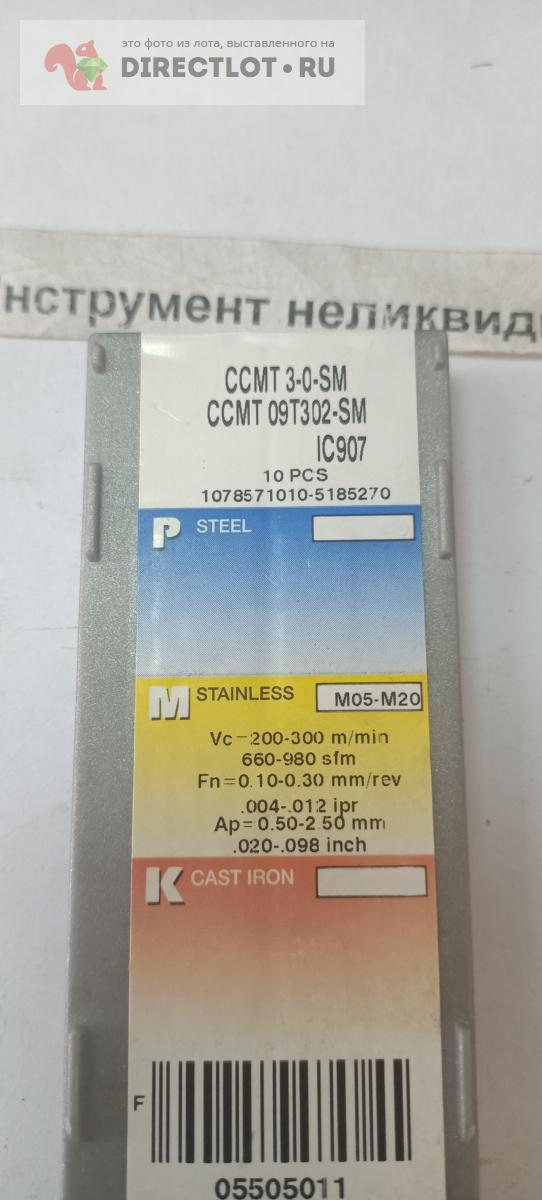 это фото из лота, выставленного на
DIRECTLOT.RU
нструмент неликвид
CCMT 3-0-SM
CCMT 09T302-SM
IC907
10 PCS
1078571010-5185270
P STEEL
M STAINLESS M05-M20
Vc=200-300 m/min
660-980 sfm
Fn=0.10-0.30 mm/rev
.004-.012 ipr
Ap=0.50-2.50 mm
.020-.098 inch
K CAST IRON
F
05505011